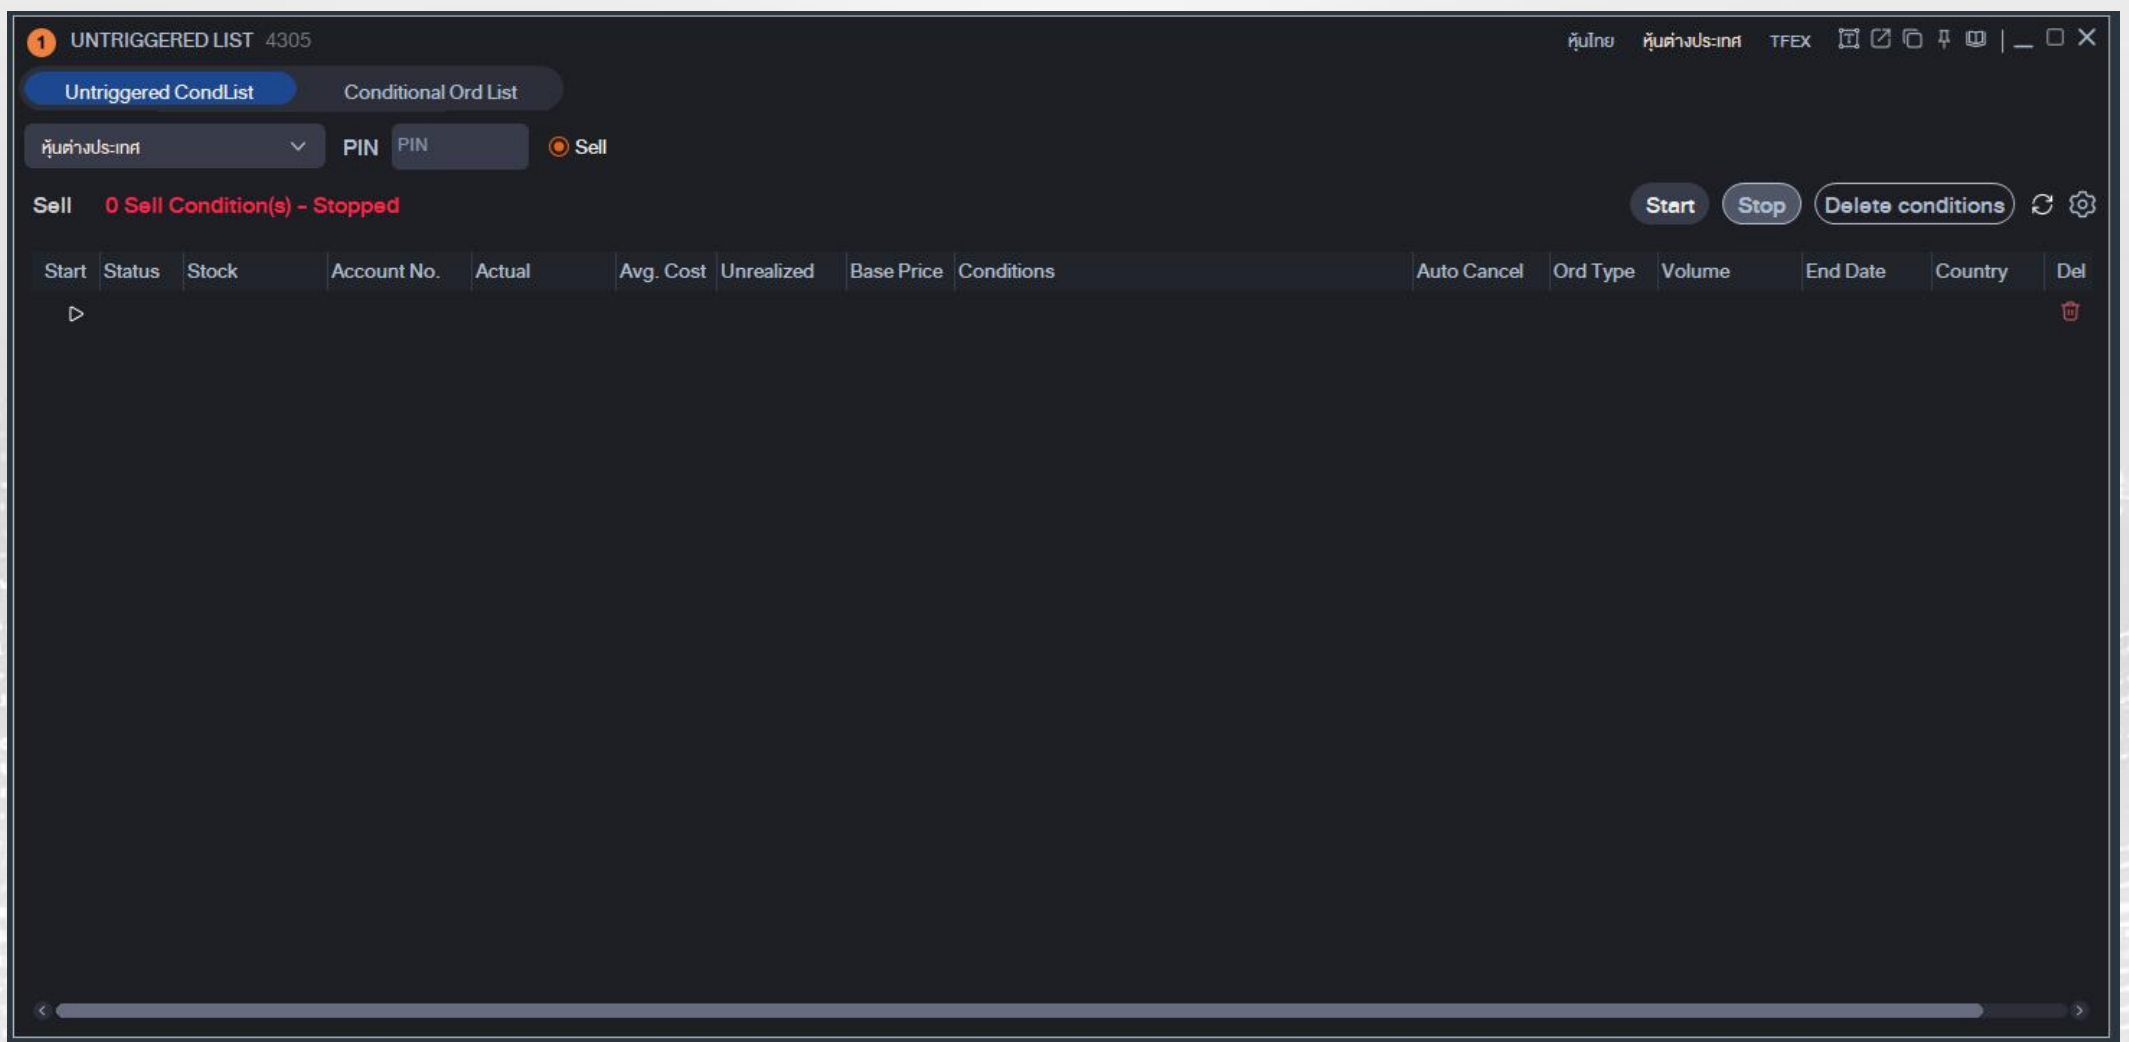 1 UNTRIGGERED LIST 4305 หุ้นไทย หุ้นต่างประเทศ TFEX
Untriggered CondList Conditional Ord List
หุ้นต่างประเทศ PIN PIN Sell
Sell 0 Sell Condition(s) - Stopped Start Stop Delete conditions
Start Status Stock Account No. Actual Avg. Cost Unrealized Base Price Conditions Auto Cancel Ord Type Volume End Date Country Del